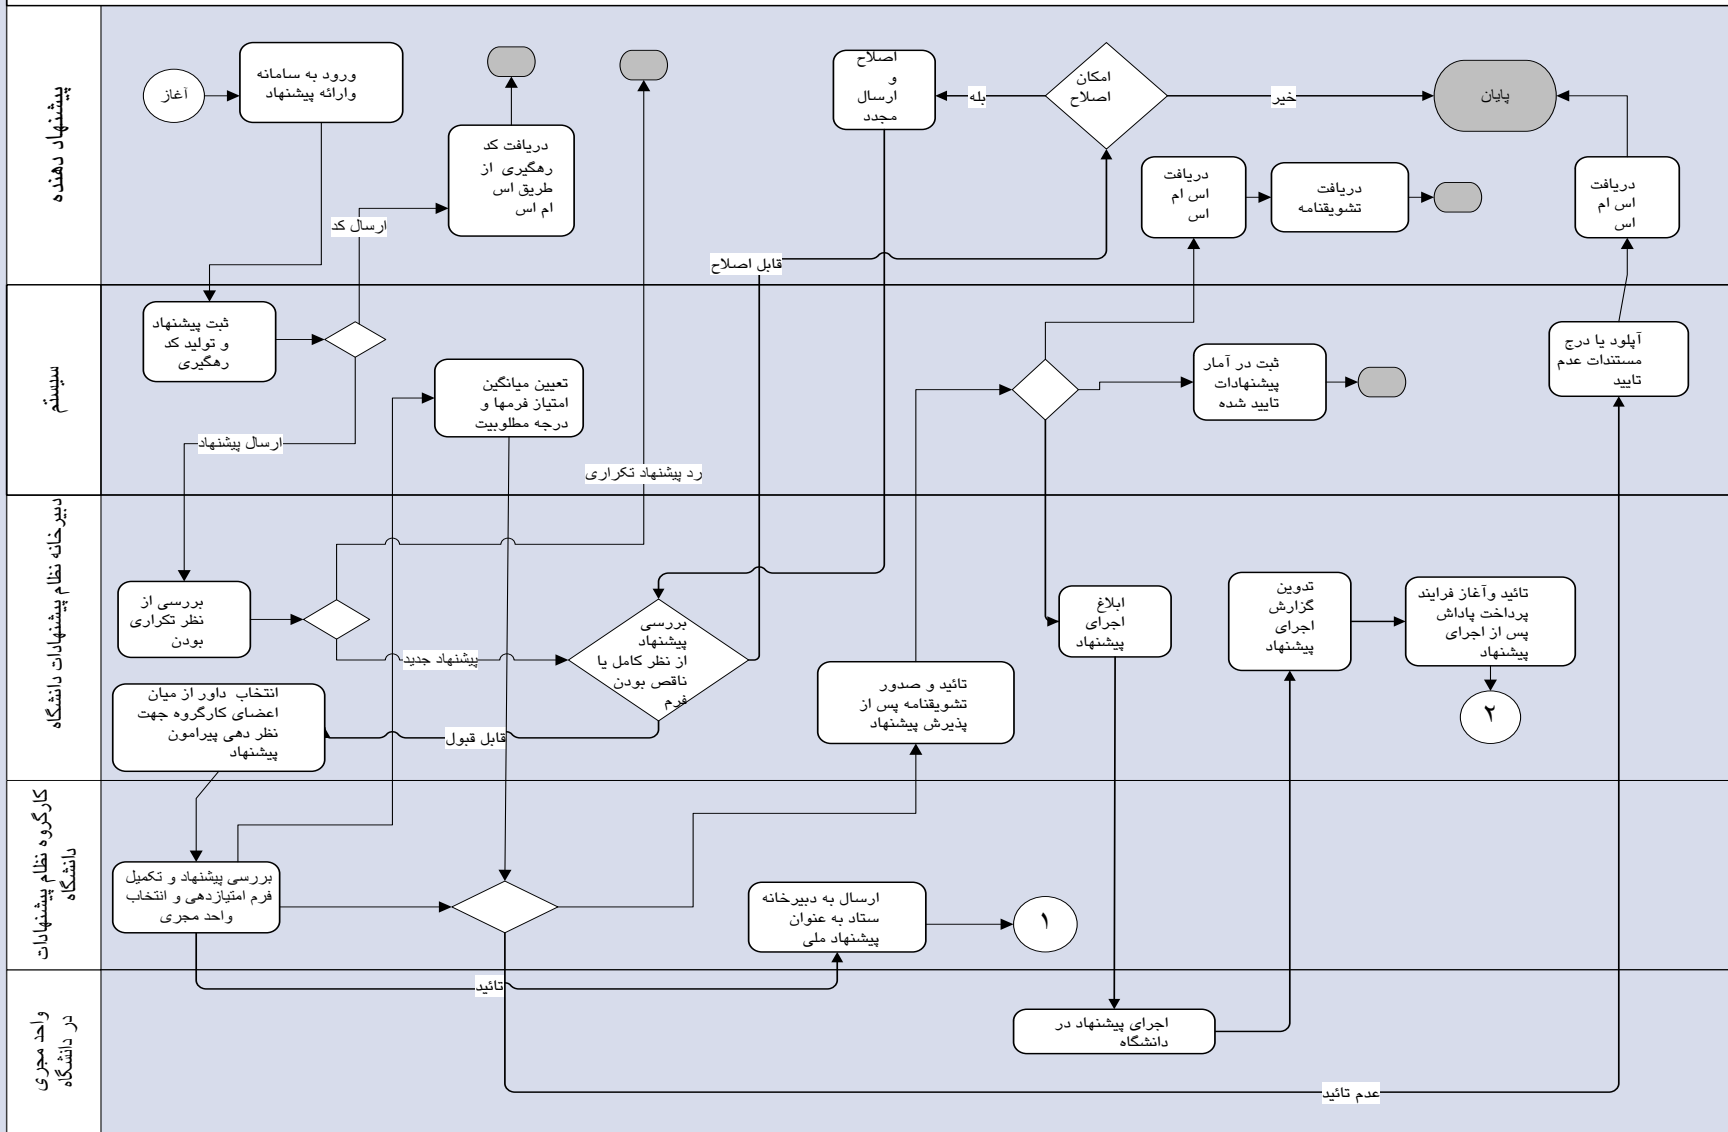 پیشنهاد دهنده
آغاز
ورود به سامانه
وارائه پیشنهاد
دریافت کد
رهگیری از
طریق اس
ام اس
ارسال کد
اصلاح
و
ارسال
مجدد
بله
امکان
اصلاح
خیر
پایان
دریافت
اس ام
اس
دریافت
تشویقنامه
دریافت
اس ام
اس
قابل اصلاح
سیستم
ثبت پیشنهاد
و تولید کد
رهگیری
تعیین میانگین
امتیاز فرمها و
درجه مطلوبیت
ارسال پیشنهاد
رد پیشنهاد تکراری
ثبت در آمار
پیشنهادات
تایید شده
آپلود یا درج
مستندات عدم
تایید
دبیرخانه نظام پیشنهادات دانشگاه
بررسی از
نظر تکراری
بودن
پیشنهاد جدید
بررسی
پیشنهاد
از نظر کامل یا
ناقص بودن
فرم
قابل قبول
انتخاب داور از میان
اعضای کارگروه جهت
نظر دهی پیرامون
پیشنهاد
تائید و صدور
تشویقنامه پس از
پذیرش پیشنهاد
ابلاغ
اجرای
پیشنهاد
تدوین
گزارش
اجرای
پیشنهاد
تائید وآغاز فرایند
پرداخت پاداش
پس از اجرای
پیشنهاد
۲
کارگروه نظام پیشنهادات
دانشگاه
بررسی پیشنهاد و تکمیل
فرم امتیازدهی و انتخاب
واحد مجری
ارسال به دبیرخانه
ستاد به عنوان
پیشنهاد ملی
۱
تائید
واحد مجری
در دانشگاه
اجرای پیشنهاد در
دانشگاه
عدم تائید